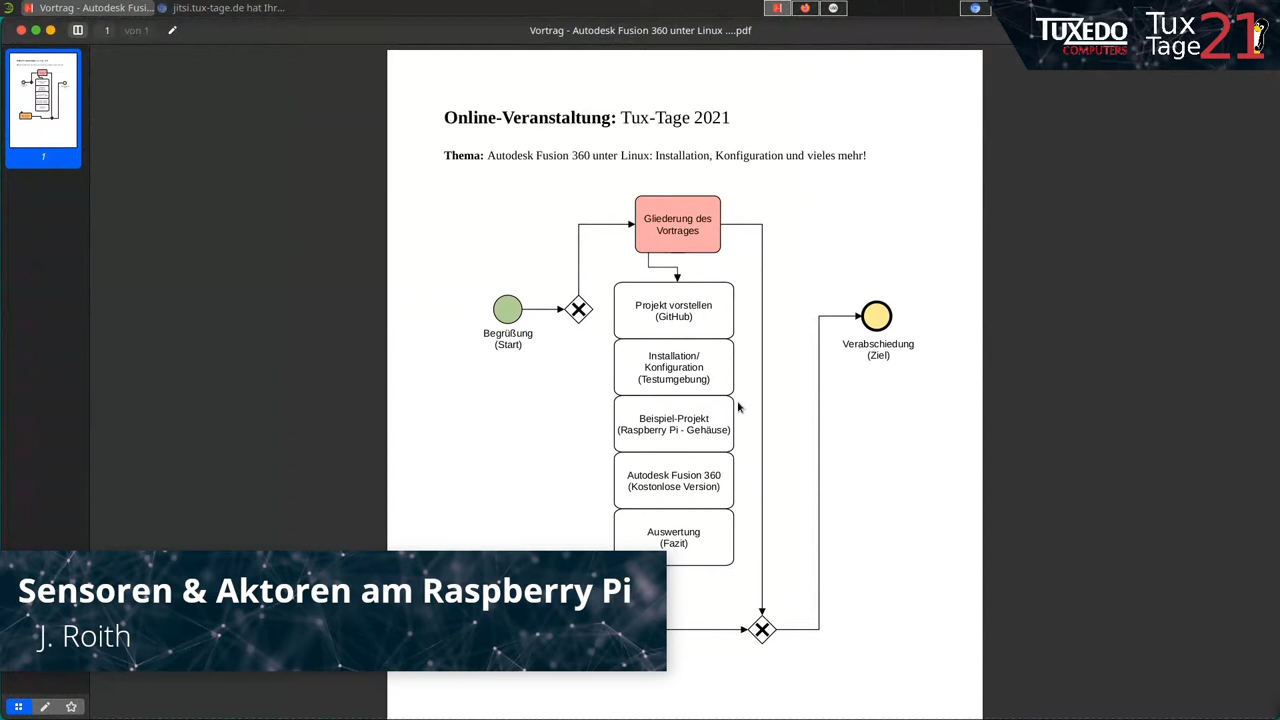 Vortrag - Autodesk Fusi...
jitsi.tux-tage.de hat Ihr...
1 von 1
Vortrag - Autodesk Fusion 360 unter Linux ....pdf
TUXEDO
COMPUTERS
Tux
Tage
21
1
Online-Veranstaltung: Tux-Tage 2021
Thema: Autodesk Fusion 360 unter Linux: Installation, Konfiguration und vieles mehr!
Gliederung des
Vortrages
Projekt vorstellen
(GitHub)
Begrüßung
(Start)
Installation/
Konfiguration
(Testumgebung)
Verabschiedung
(Ziel)
Beispiel-Projekt
(Raspberry Pi - Gehäuse)
Autodesk Fusion 360
(Kostonlose Version)
Auswertung
(Fazit)
Sensoren & Aktoren am Raspberry Pi
J. Roith